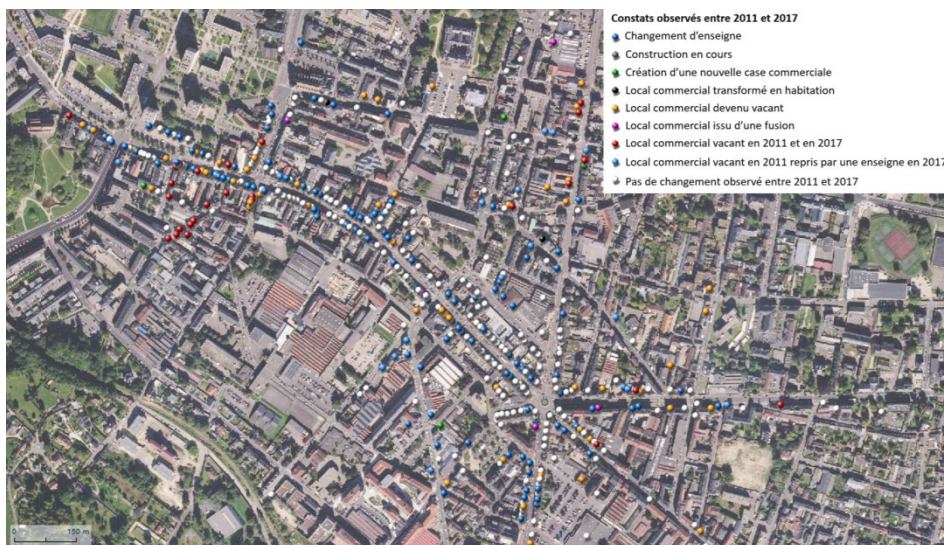 Constats observés entre 2011 et 2017
Changement d'enseigne
Construction en cours
Création d'une nouvelle case commerciale
Local commercial transformé en habitation
Local commercial devenu vacant
Local commercial issu d'une fusion
Local commercial vacant en 2011 et en 2017
Local commercial vacant en 2011 repris par une enseigne en 2017
Pas de changement observé entre 2011 et 2017
0 150 m